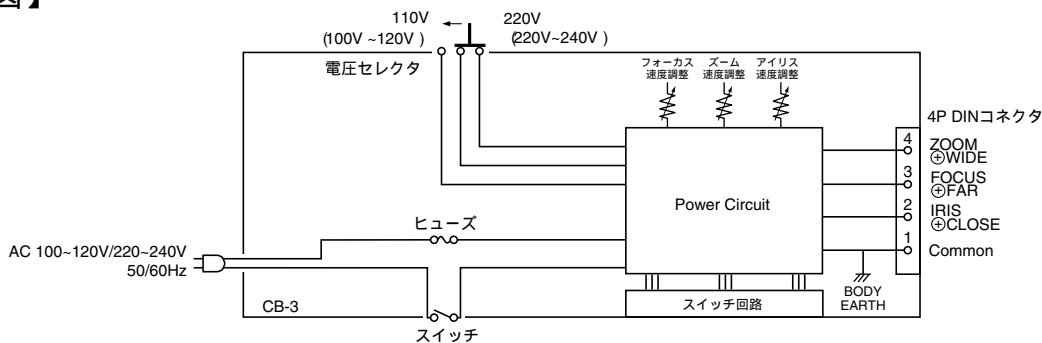 図】
110V
220V
(100V ~120V )
(220V~240V )
電圧セレクタ
フォーカス
速度調整
ズーム
速度調整
アイリス
速度調整
4P DINコネクタ
4
ZOOM
⊕WIDE
3
FOCUS
⊕FAR
2
IRIS
⊕CLOSE
1
Common
Power Circuit
ヒューズ
AC 100~120V/220~240V
50/60Hz
BODY
EARTH
CB-3
スイッチ回路
スイッチ